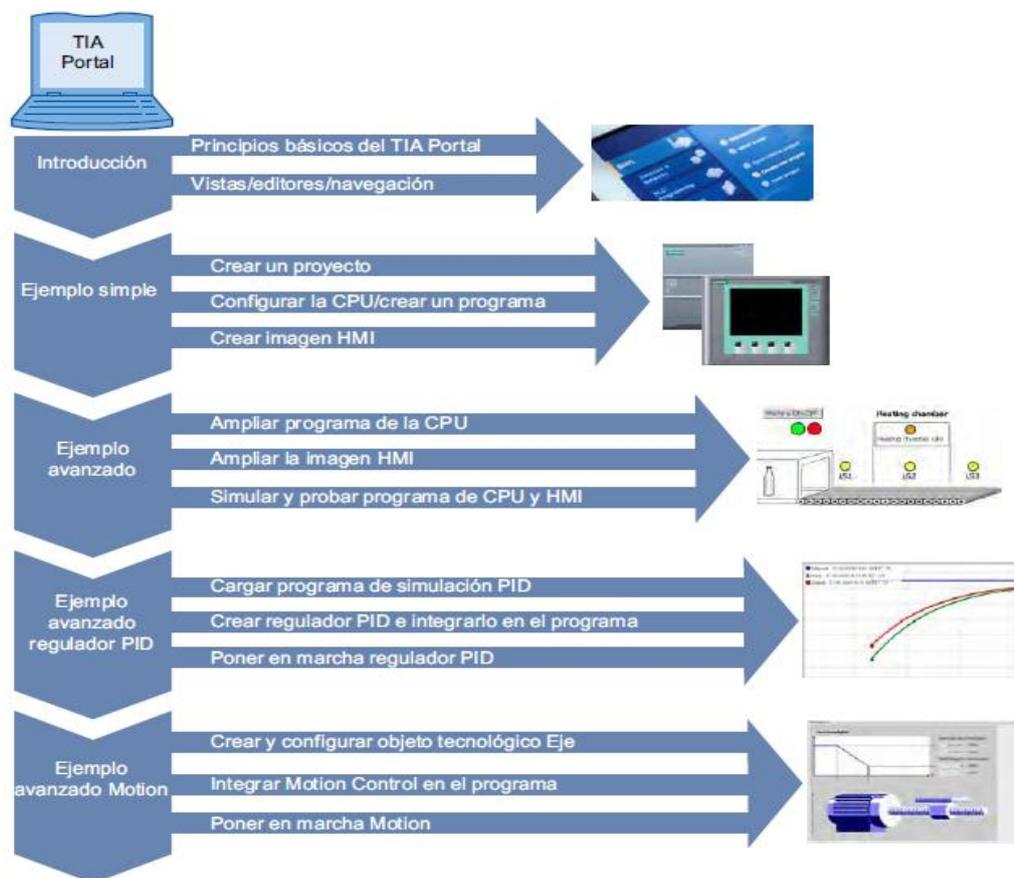 TIA
Portal
Introducción
Principios básicos del TIA Portal
Vistas/editores/navegación
Ejemplo simple
Crear un proyecto
Configurar la CPU/crear un programa
Crear imagen HMI
Ejemplo
avanzado
Ampliar programa de la CPU
Ampliar la imagen HMI
Simular y probar programa de CPU y HMI
Heating chamber
LS1
LS2
LS3
Ejemplo
avanzado
regulador PID
Cargar programa de simulación PID
Crear regulador PID e integrarlo en el programa
Poner en marcha regulador PID
Ejemplo
avanzado Motion
Crear y configurar objeto tecnológico Eje
Integrar Motion Control en el programa
Poner en marcha Motion